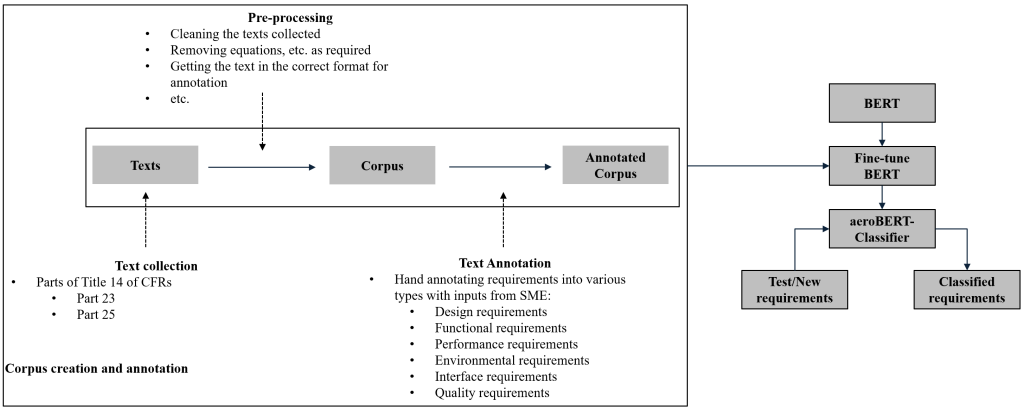 Pre-processing
• Cleaning the texts collected
• Removing equations, etc. as required
• Getting the text in the correct format for
annotation
• etc.
Texts
Corpus
Annotated
Corpus
Text collection
• Parts of Title 14 of CFRs
• Part 23
• Part 25
Text Annotation
• Hand annotating requirements into various
types with inputs from SME:
• Design requirements
• Functional requirements
• Performance requirements
• Environmental requirements
• Interface requirements
• Quality requirements
Corpus creation and annotation
BERT
Fine-tune
BERT
aeroBERT-
Classifier
Test/New
requirements
Classified
requirements